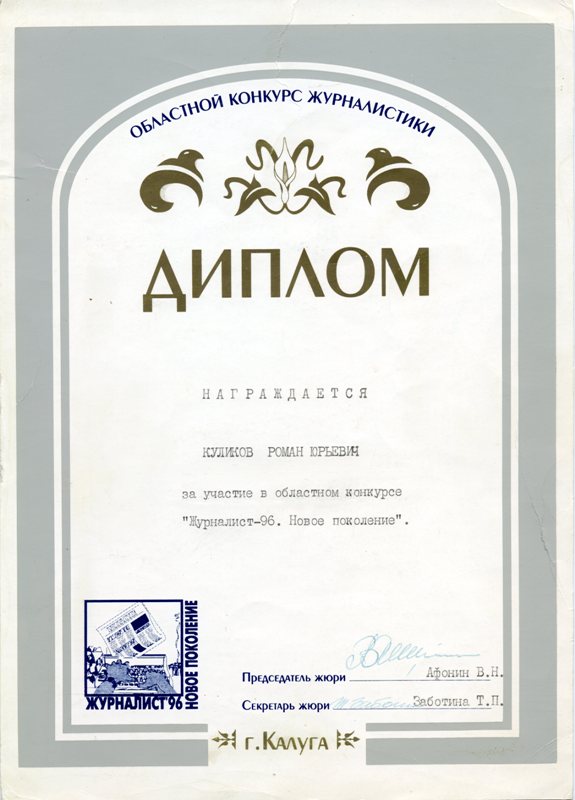 ОБЛАСТНОЙ КОНКУРС ЖУРНАЛИСТИКИ
ДИПЛОМ
НАГРАЖДАЕТСЯ
КУЛИКОВ РОМАН ЮРЬЕВИЧ
за участие в областном конкурсе
"Журналист-96. Новое поколение".
ЖУРНАЛИСТ'96
НОВОЕ ПОКОЛЕНИЕ
Председатель жюри Афонин В.Н.
Секретарь жюри Заботина Т.П.
г. Калуга